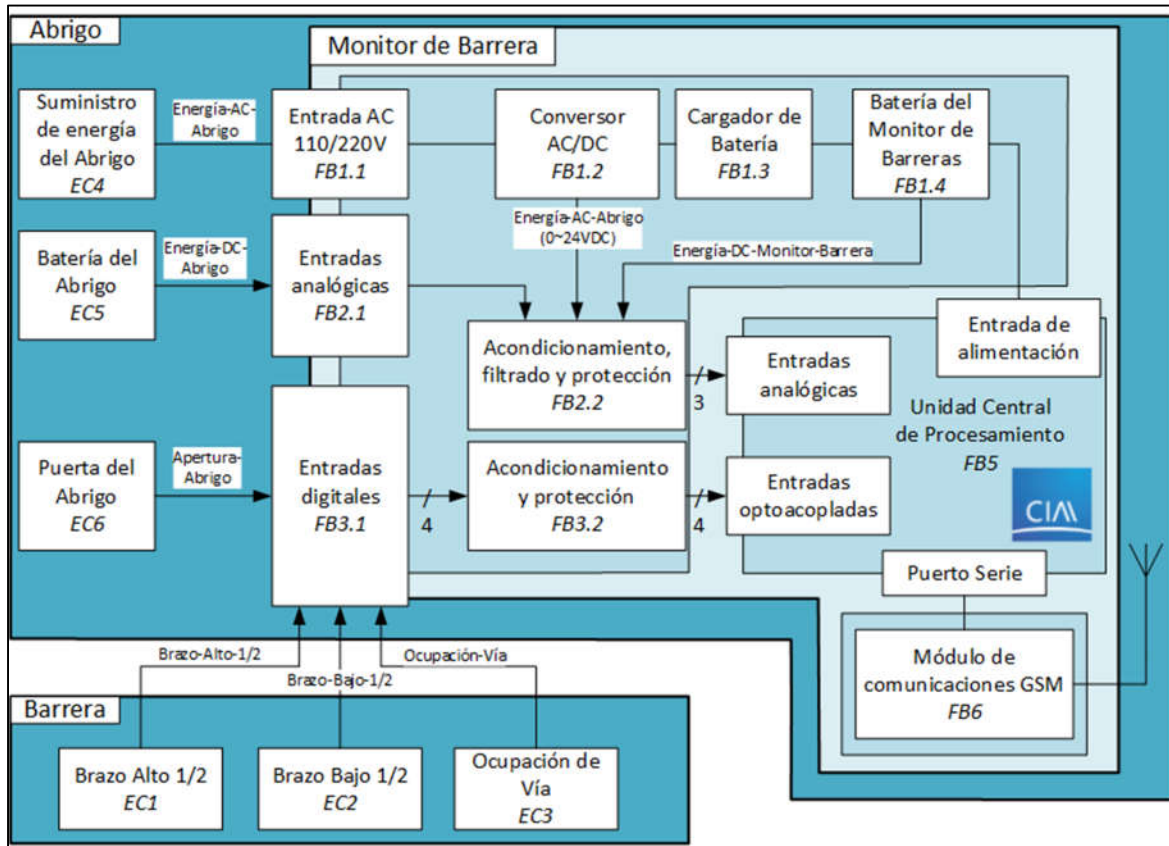 Abrigo
Monitor de Barrera
Suministro
de energía
del Abrigo
EC4
Energía-AC-
Abrigo
Entrada AC
110/220V
FB1.1
Conversor
AC/DC
FB1.2
Cargador de
Batería
FB1.3
Batería del
Monitor de
Barreras
FB1.4
Energía-AC-Abrigo
(0~24VDC)
Energía-DC-Monitor-Barrera
Batería del
Abrigo
EC5
Energía-DC-
Abrigo
Entradas
analógicas
FB2.1
Acondicionamiento,
filtrado y protección
FB2.2
3
Entradas
analógicas
Entrada de
alimentación
Unidad Central
de Procesamiento
FB5
CIAA
Puerta del
Abrigo
EC6
Apertura-
Abrigo
Entradas
digitales
FB3.1
4
Acondicionamiento
y protección
FB3.2
4
Entradas
optoacopladas
Puerto Serie
Módulo de
comunicaciones GSM
FB6
Brazo-Alto-1/2
Brazo-Bajo-1/2
Ocupación-Vía
Barrera
Brazo Alto 1/2
EC1
Brazo Bajo 1/2
EC2
Ocupación de
Vía
EC3